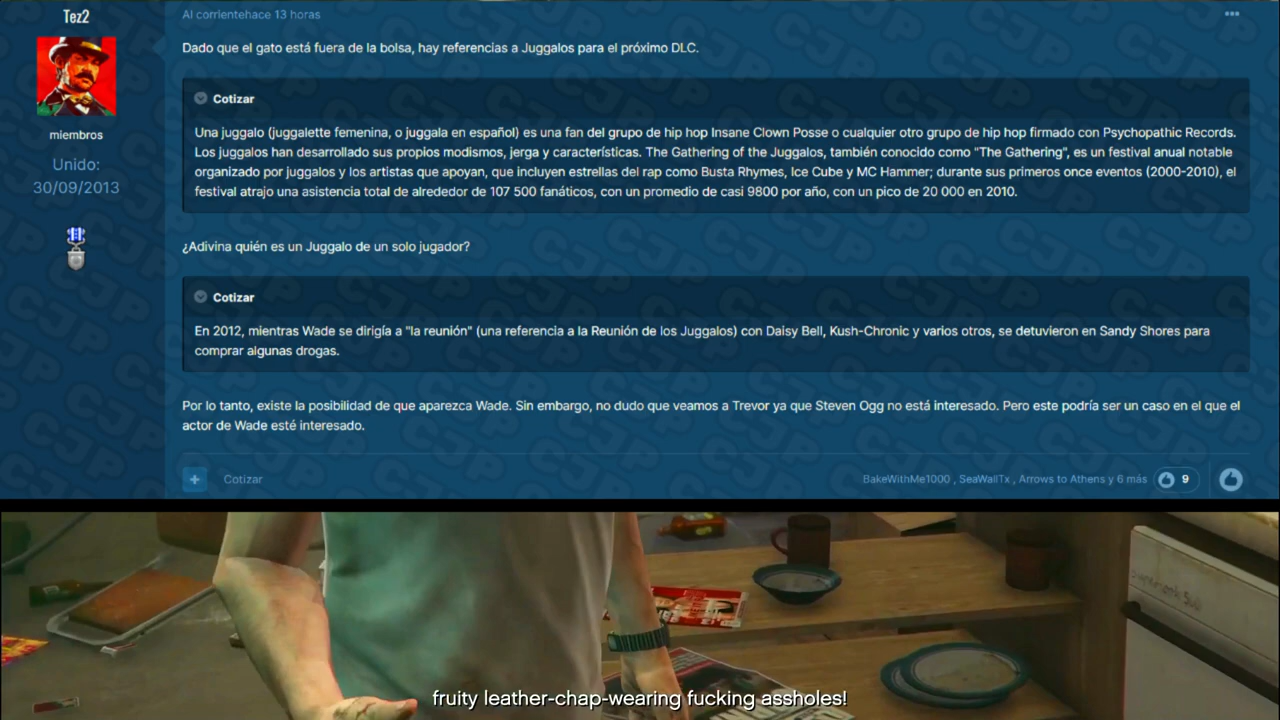 Tez2
Al corrientehace 13 horas
Dado que el gato está fuera de la bolsa, hay referencias a Juggalos para el próximo DLC.
Cotizar
miembros
Unido:
30/09/2013
Una juggalo (juggalette femenina, o juggala en español) es una fan del grupo de hip hop Insane Clown Posse o cualquier otro grupo de hip hop firmado con Psychopathic Records.
Los juggalos han desarrollado sus propios modismos, jerga y características. The Gathering of the Juggalos, también conocido como "The Gathering", es un festival anual notable
organizado por juggalos y los artistas que apoyan, que incluyen estrellas del rap como Busta Rhymes, Ice Cube y MC Hammer; durante sus primeros once eventos (2000-2010), el
festival atrajo una asistencia total de alrededor de 107 500 fanáticos, con un promedio de casi 9800 por año, con un pico de 20 000 en 2010.
¿Adivina quién es un Juggalo de un solo jugador?
Cotizar
En 2012, mientras Wade se dirigía a "la reunión" (una referencia a la Reunión de los Juggalos) con Daisy Bell, Kush-Chronic y varios otros, se detuvieron en Sandy Shores para
comprar algunas drogas.
Por lo tanto, existe la posibilidad de que aparezca Wade. Sin embargo, no dudo que veamos a Trevor ya que Steven Ogg no está interesado. Pero este podría ser un caso en el que el
actor de Wade esté interesado.
+ Cotizar
BakeWithMe1000 , SeaWallTx , Arrows to Athens y 6 más 9
fruity leather-chap-wearing fucking assholes!